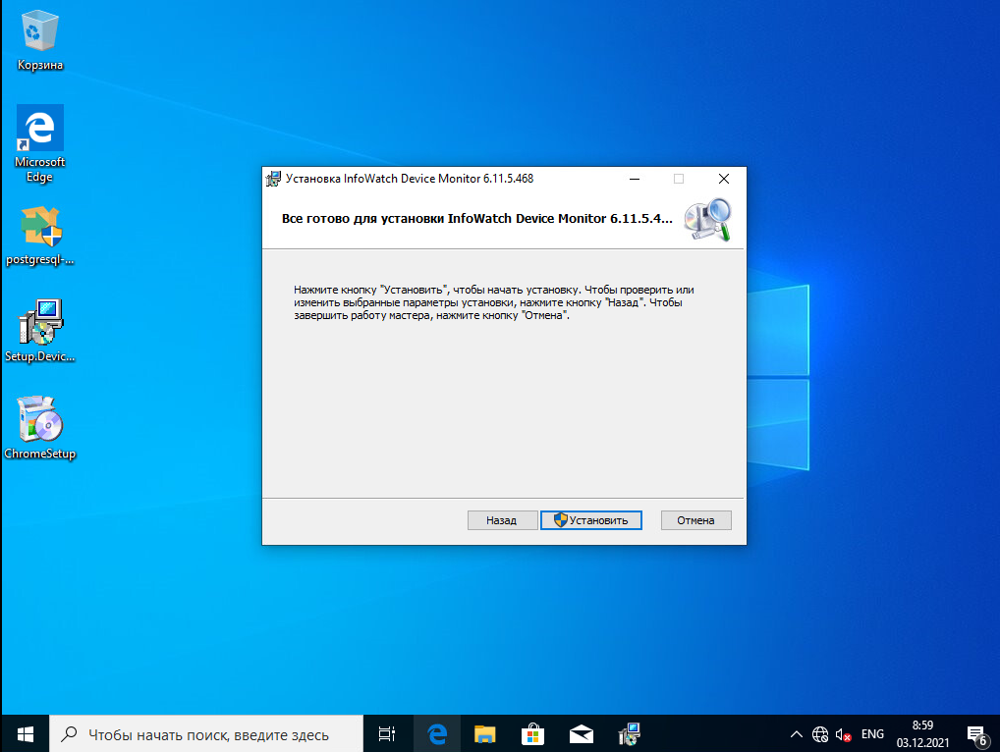 Корзина
Microsoft
Edge
postgresql-...
Setup.Devic...
ChromeSetup
Установка InfoWatch Device Monitor 6.11.5.468
Все готово для установки InfoWatch Device Monitor 6.11.5.4...
Нажмите кнопку "Установить", чтобы начать установку. Чтобы проверить или
изменить выбранные параметры установки, нажмите кнопку "Назад". Чтобы
завершить работу мастера, нажмите кнопку "Отмена".
Назад
Установить
Отмена
Чтобы начать поиск, введите здесь
ENG
8:59
03.12.2021
6